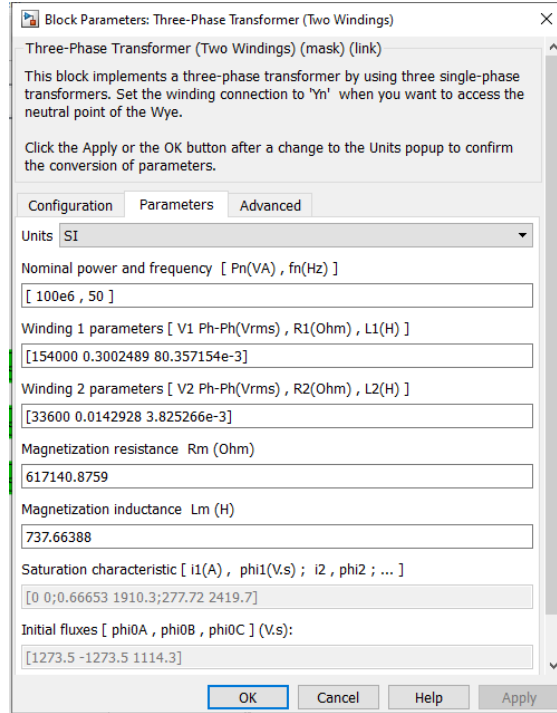 Block Parameters: Three-Phase Transformer (Two Windings)
Three-Phase Transformer (Two Windings) (mask) (link)
This block implements a three-phase transformer by using three single-phase
transformers. Set the winding connection to 'Yn' when you want to access the
neutral point of the Wye.
Click the Apply or the OK button after a change to the Units popup to confirm
the conversion of parameters.
Configuration Parameters Advanced
Units SI
Nominal power and frequency [ Pn(VA) , fn(Hz) ]
[ 100e6 , 50 ]
Winding 1 parameters [ V1 Ph-Ph(Vrms) , R1(Ohm) , L1(H) ]
[154000 0.3002489 80.357154e-3]
Winding 2 parameters [ V2 Ph-Ph(Vrms) , R2(Ohm) , L2(H) ]
[33600 0.0142928 3.825266e-3]
Magnetization resistance Rm (Ohm)
617140.8759
Magnetization inductance Lm (H)
737.66388
Saturation characteristic [ i1(A) , phi1(V.s) ; i2 , phi2 ; ... ]
[0 0;0.66653 1910.3;277.72 2419.7]
Initial fluxes [ phi0A , phi0B , phi0C ] (V.s):
[1273.5 -1273.5 1114.3]
OK Cancel Help Apply